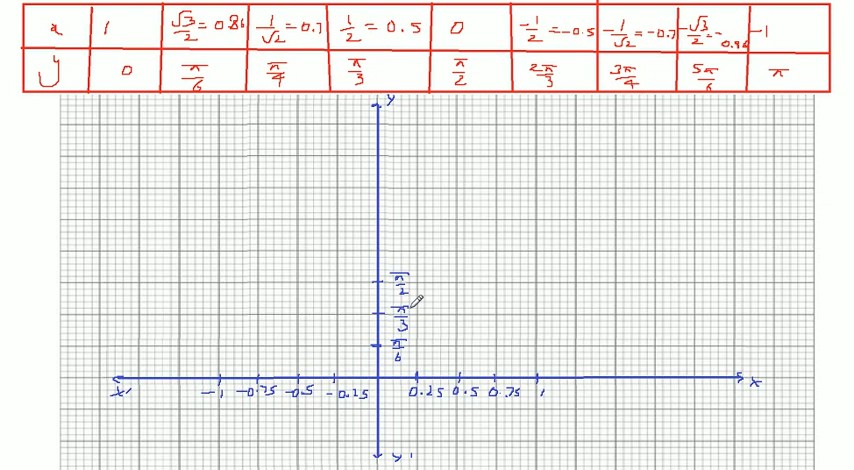 x 1 √3/2 = 0.86 1/√2 = 0.7 1/2 = 0.5 0 -1/2 = -0.5 -1/√2 = -0.7 -√3/2 = -0.86 -1
y 0 π/6 π/4 π/3 π/2 2π/3 3π/4 5π/6 π
Y
π/2
π/3
π/6
X' -1 -0.75 -0.5 -0.25 0.25 0.5 0.75 1 X
Y'